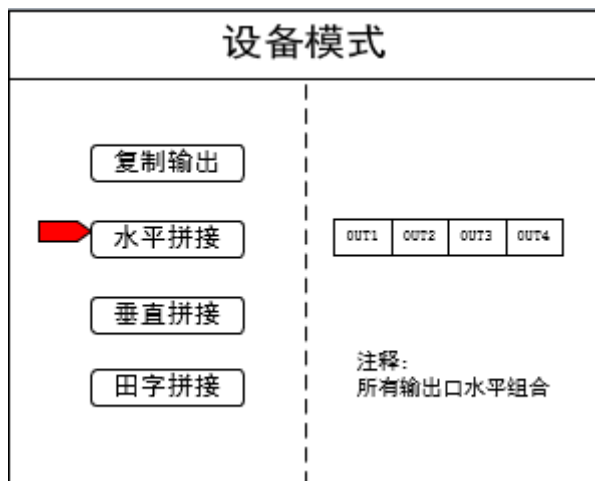 设备模式
复制输出
水平拼接
OUT1 OUT2 OUT3 OUT4
垂直拼接
田字拼接
注释：
所有输出口水平组合